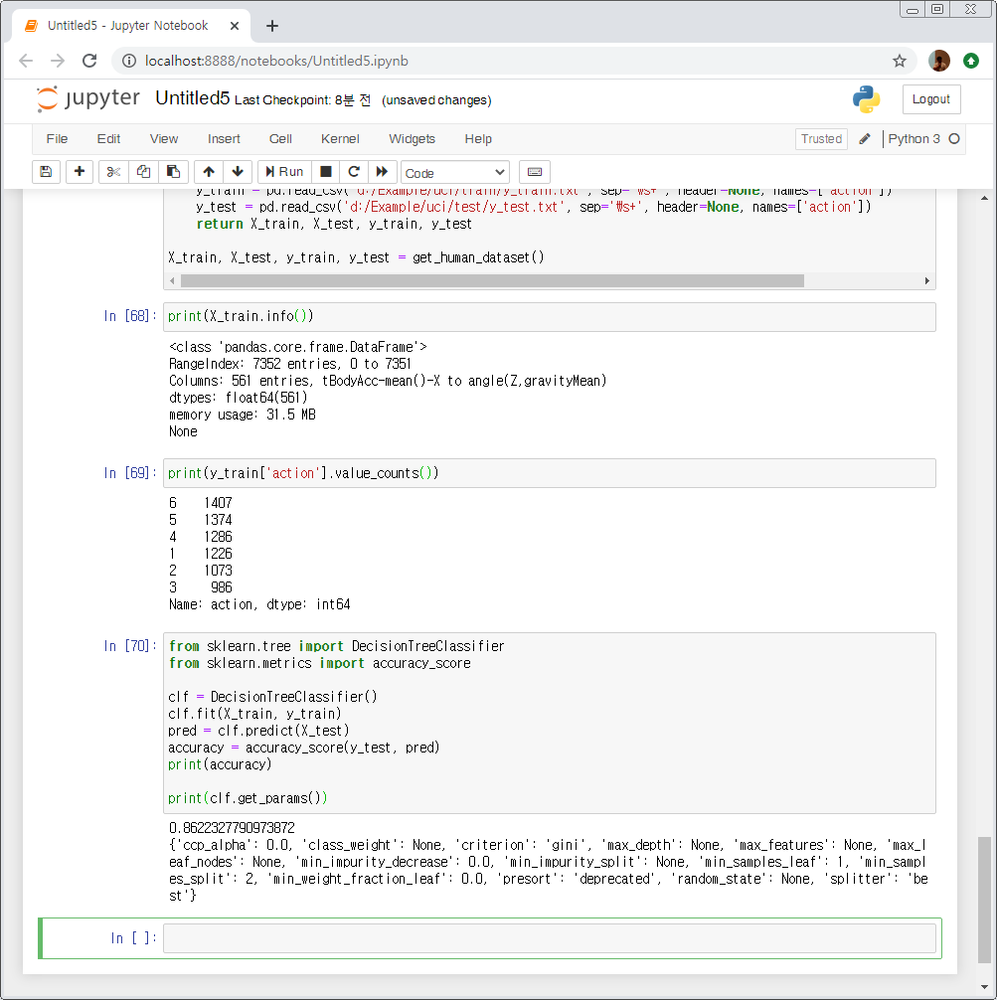 Untitled5 - Jupyter Notebook
localhost:8888/notebooks/Untitled5.ipynb
jupyter Untitled5 Last Checkpoint: 8분 전 (unsaved changes)
Logout
File Edit View Insert Cell Kernel Widgets Help
Trusted
Python 3
Run
Code
y_train = pd.read_csv('d:/Example/uci/train/y_train.txt', sep='₩s+', header=None, names=['action'])
y_test = pd.read_csv('d:/Example/uci/test/y_test.txt', sep='₩s+', header=None, names=['action'])
return X_train, X_test, y_train, y_test
X_train, X_test, y_train, y_test = get_human_dataset()
In [68]: print(X_train.info())
<class 'pandas.core.frame.DataFrame'>
RangeIndex: 7352 entries, 0 to 7351
Columns: 561 entries, tBodyAcc-mean()-X to angle(Z,gravityMean)
dtypes: float64(561)
memory usage: 31.5 MB
None
In [69]: print(y_train['action'].value_counts())
6 1407
5 1374
4 1286
1 1226
2 1073
3 986
Name: action, dtype: int64
In [70]: from sklearn.tree import DecisionTreeClassifier
from sklearn.metrics import accuracy_score
clf = DecisionTreeClassifier()
clf.fit(X_train, y_train)
pred = clf.predict(X_test)
accuracy = accuracy_score(y_test, pred)
print(accuracy)
print(clf.get_params())
0.8622327790973872
{'ccp_alpha': 0.0, 'class_weight': None, 'criterion': 'gini', 'max_depth': None, 'max_features': None, 'max_l
eaf_nodes': None, 'min_impurity_decrease': 0.0, 'min_impurity_split': None, 'min_samples_leaf': 1, 'min_sampl
es_split': 2, 'min_weight_fraction_leaf': 0.0, 'presort': 'deprecated', 'random_state': None, 'splitter': 'be
st'}
In [ ]: